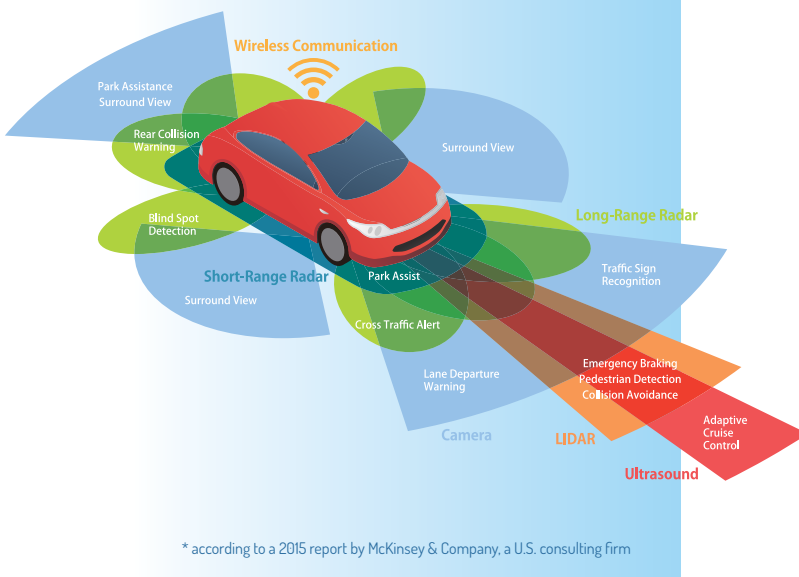 Wireless Communication
Park Assistance
Surround View
Rear Collision
Warning
Surround View
Blind Spot
Detection
Long-Range Radar
Short-Range Radar
Park Assist
Traffic Sign
Recognition
Surround View
Cross Traffic Alert
Lane Departure
Warning
Emergency Braking
Pedestrian Detection
Collision Avoidance
Camera
LIDAR
Adaptive
Cruise
Control
Ultrasound
* according to a 2015 report by McKinsey & Company, a U.S. consulting firm